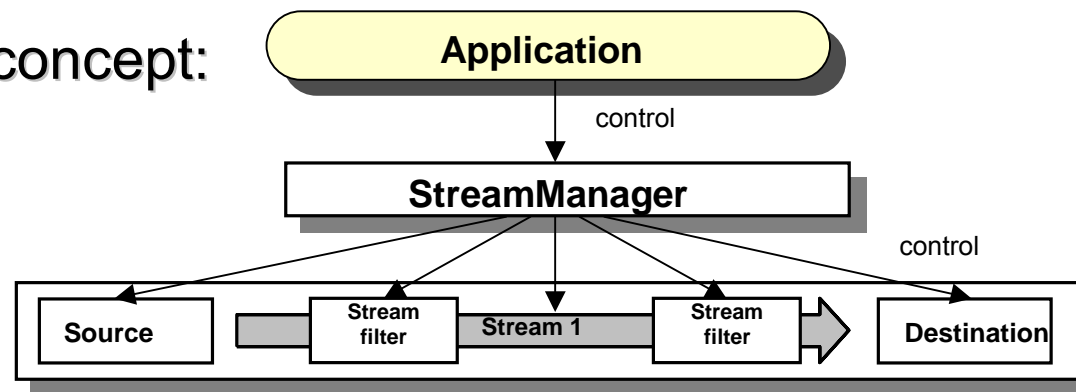 concept:
Application
control
StreamManager
control
Source
Stream
filter
Stream 1
Stream
filter
Destination